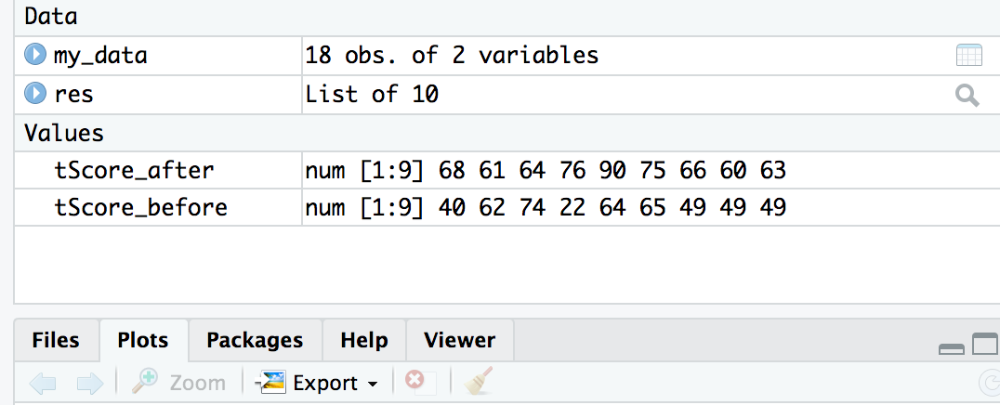 Data
my_data 18 obs. of 2 variables
res List of 10
Values
tScore_after num [1:9] 68 61 64 76 90 75 66 60 63
tScore_before num [1:9] 40 62 74 22 64 65 49 49 49
Files Plots Packages Help Viewer
Zoom Export